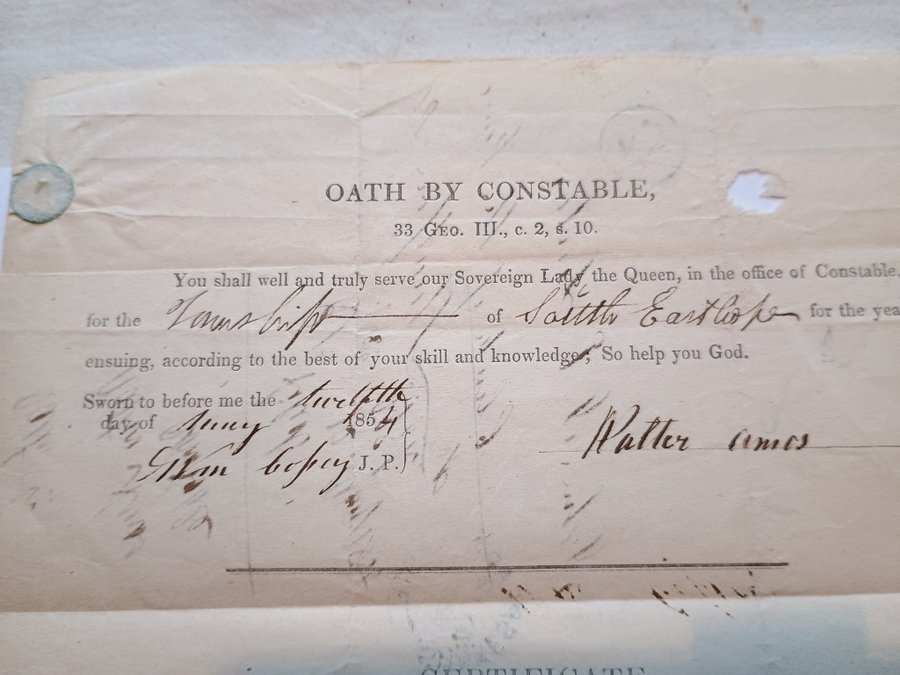 OATH BY CONSTABLE,
33 GEO. III., c. 2, s. 10.
You shall well and truly serve our Sovereign Lady, the Queen, in the office of Constable,
for the Township of South Easthope for the yea
ensuing, according to the best of your skill and knowledge, So help you God.
Sworn to before me the twelfth
day of May 1854
J. P.
Walter Amos
CERTIFICATE